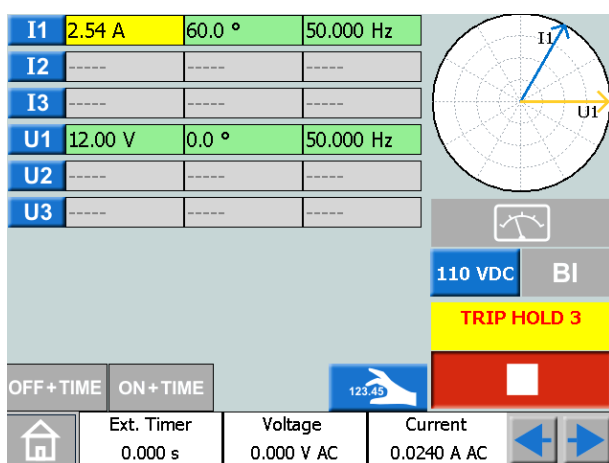 I1 2.54 A 60.0 ° 50.000 Hz
I2 ----- ----- -----
I3 ----- ----- -----
U1 12.00 V 0.0 ° 50.000 Hz
U2 ----- ----- -----
U3 ----- ----- -----
I1
U1
110 VDC BI
TRIP HOLD 3
OFF+TIME ON+TIME 123.45
Ext. Timer Voltage Current
0.000 s 0.000 V AC 0.0240 A AC